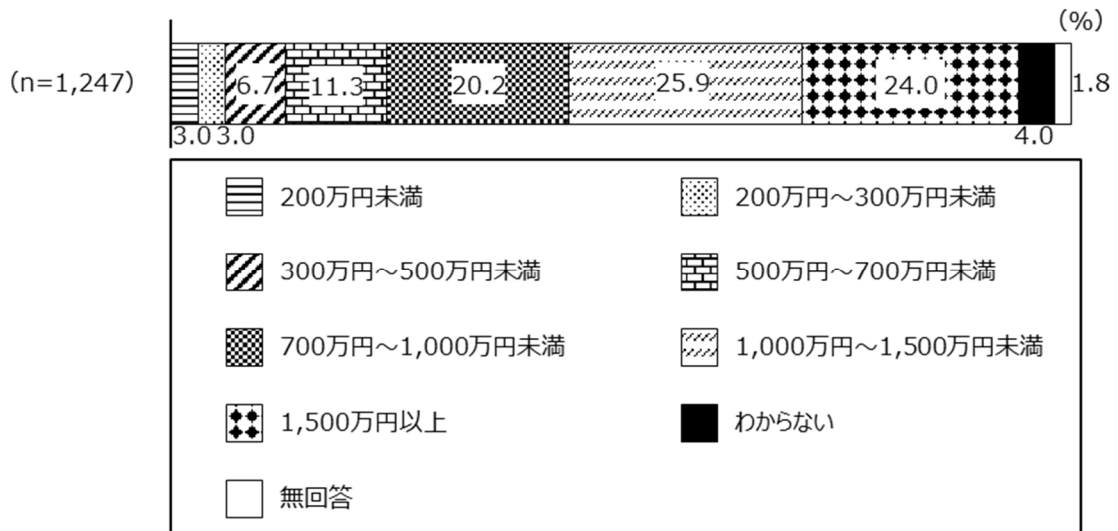 (%)
(n=1,247) 6.7 11.3 20.2 25.9 24.0 1.8
3.0 3.0 4.0
200万円未満 200万円～300万円未満
300万円～500万円未満 500万円～700万円未満
700万円～1,000万円未満 1,000万円～1,500万円未満
1,500万円以上 わからない
無回答